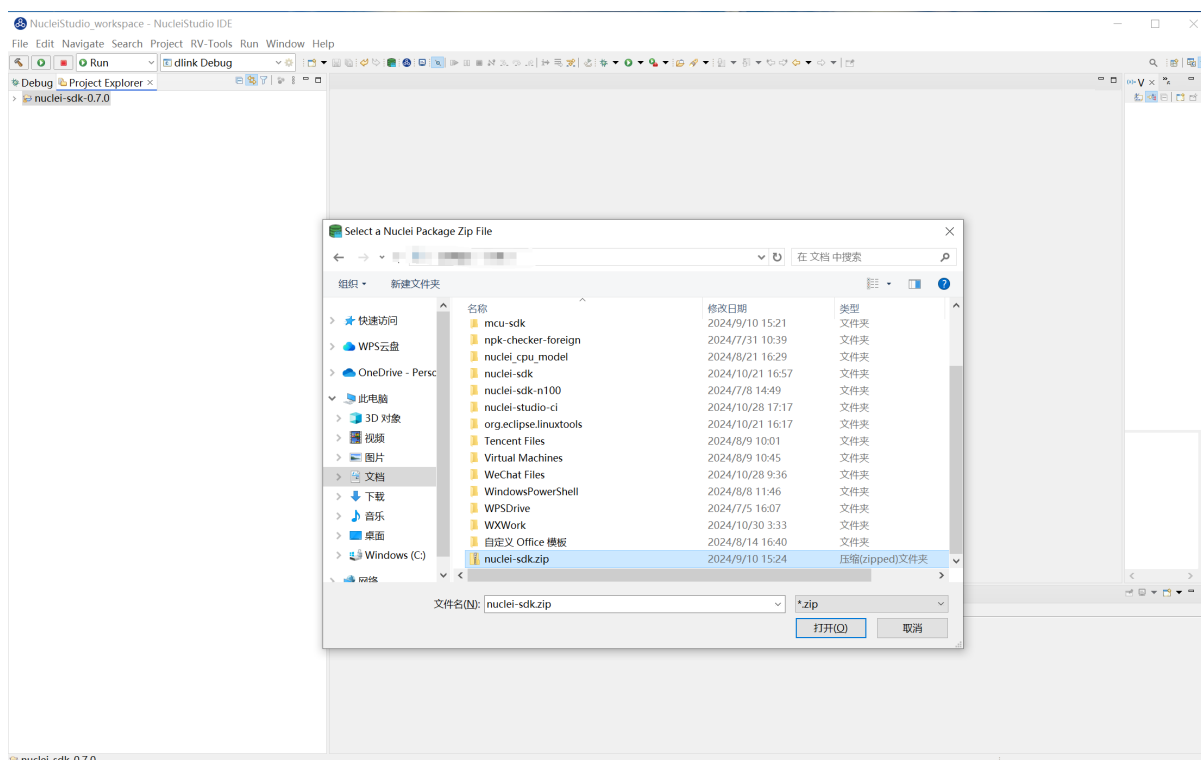 NucleiStudio_workspace - NucleiStudio IDE
File Edit Navigate Search Project RV-Tools Run Window Help
Run
dlink Debug
Debug Project Explorer
V
nuclei-sdk-0.7.0
Select a Nuclei Package Zip File
在 文档 中搜索
组织 新建文件夹
名称 修改日期 类型
快速访问
WPS云盘
OneDrive - Persc
此电脑
3D 对象
视频
图片
文档
下载
音乐
桌面
Windows (C:)
网络
mcu-sdk 2024/9/10 15:21 文件夹
npk-checker-foreign 2024/7/31 10:39 文件夹
nuclei_cpu_model 2024/8/21 16:29 文件夹
nuclei-sdk 2024/10/21 16:57 文件夹
nuclei-sdk-n100 2024/7/8 14:49 文件夹
nuclei-studio-ci 2024/10/28 17:17 文件夹
org.eclipse.linuxtools 2024/10/21 16:17 文件夹
Tencent Files 2024/8/9 10:01 文件夹
Virtual Machines 2024/8/9 10:45 文件夹
WeChat Files 2024/10/28 9:36 文件夹
WindowsPowerShell 2024/8/8 11:46 文件夹
WPSDrive 2024/7/5 16:07 文件夹
WXWork 2024/10/30 3:33 文件夹
自定义 Office 模板 2024/8/14 16:40 文件夹
nuclei-sdk.zip 2024/9/10 15:24 压缩(zipped)文件夹
文件名(N): nuclei-sdk.zip
*.zip
打开(O) 取消
nuclei-sdk-0.7.0